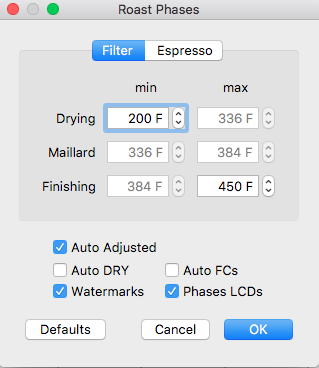 Roast Phases
Filter Espresso
min max
Drying 200 F 336 F
Maillard 336 F 384 F
Finishing 384 F 450 F
Auto Adjusted
Auto DRY Auto FCs
Watermarks Phases LCDs
Defaults Cancel OK